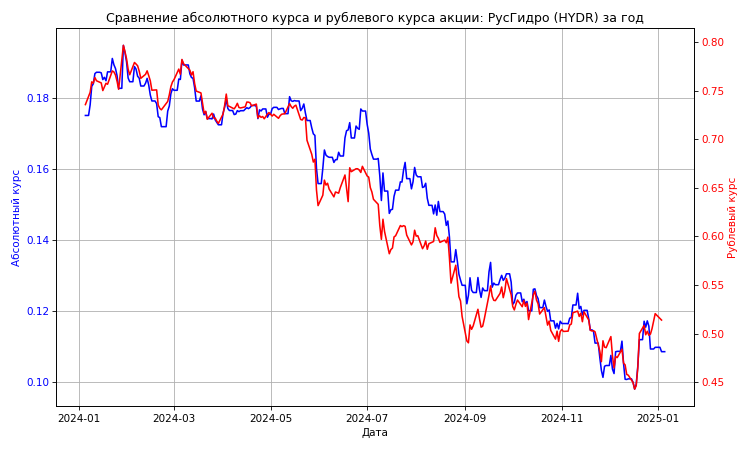 Сравнение абсолютного курса и рублевого курса акции: РусГидро (HYDR) за год
Абсолютный курс
0.18
0.16
0.14
0.12
0.10
0.80
0.75
0.70
0.65
0.60
0.55
0.50
0.45
Рублевый курс
2024-01 2024-03 2024-05 2024-07 2024-09 2024-11 2025-01
Дата